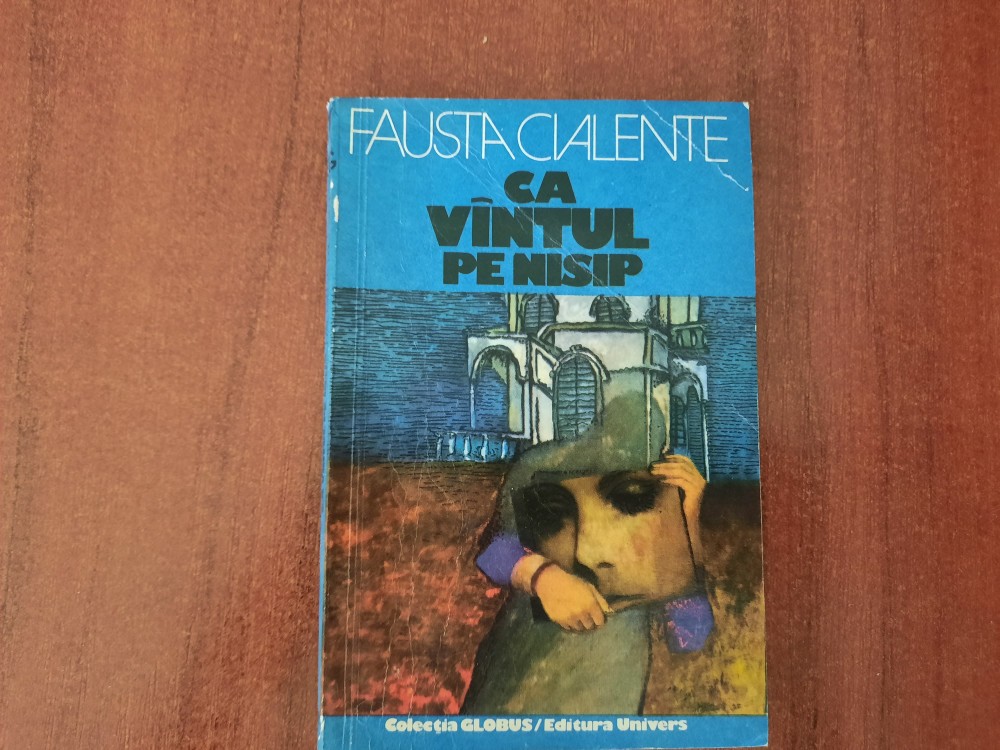 FAUSTA CIALENTE
CA
VÎNTUL
PE NISIP
Colecția GLOBUS/Editura Univers